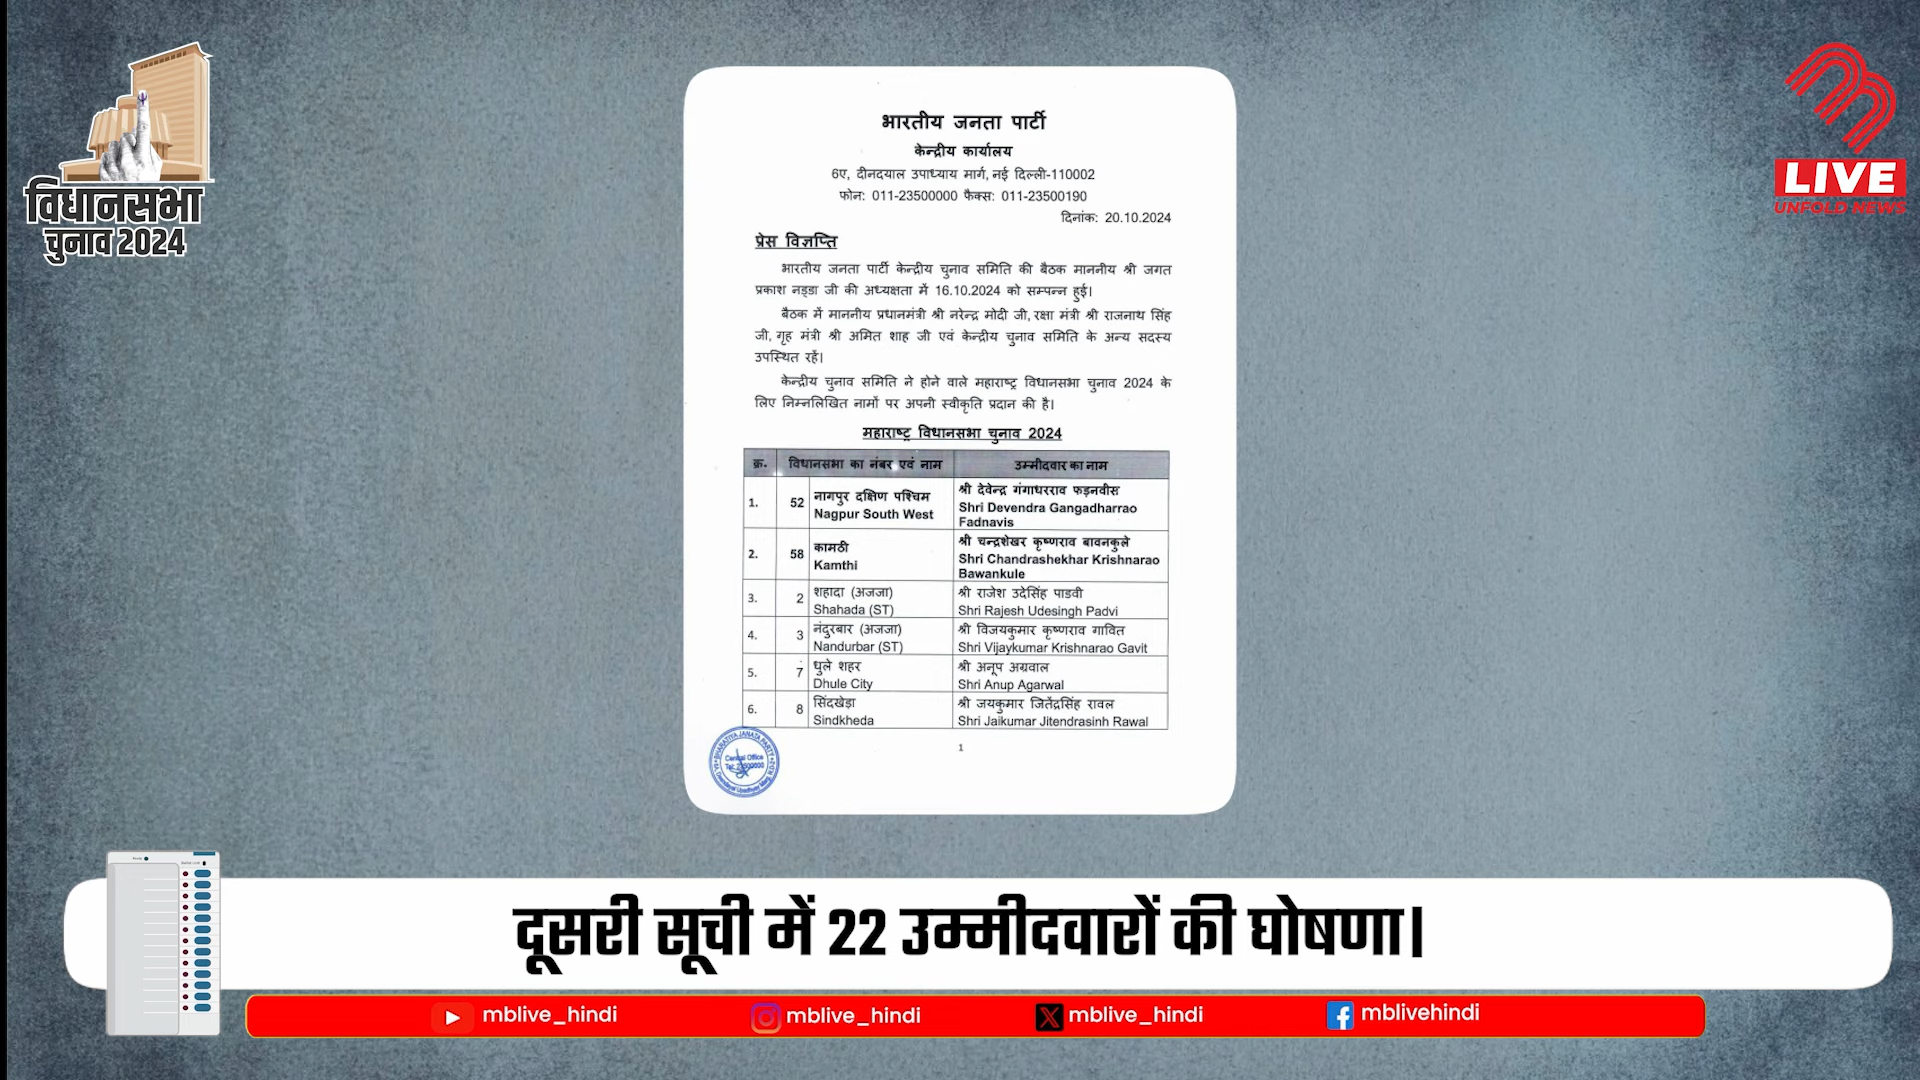 विधानसभा
चुनाव 2024
LIVE
UNFOLD NEWS
भारतीय जनता पार्टी
केन्द्रीय कार्यालय
6ए, दीनदयाल उपाध्याय मार्ग, नई दिल्ली-110002
फोन: 011-23500000 फैक्स: 011-23500190
दिनांक: 20.10.2024
प्रेस विज्ञप्ति
भारतीय जनता पार्टी केन्द्रीय चुनाव समिति की बैठक माननीय श्री जगत
प्रकाश नड्डा जी की अध्यक्षता में 16.10.2024 को सम्पन्न हुई।
बैठक में माननीय प्रधानमंत्री श्री नरेन्द्र मोदी जी, रक्षा मंत्री श्री राजनाथ सिंह
जी, गृह मंत्री श्री अमित शाह जी एवं केन्द्रीय चुनाव समिति के अन्य सदस्य
उपस्थित रहें।
केन्द्रीय चुनाव समिति ने होने वाले महाराष्ट्र विधानसभा चुनाव 2024 के
लिए निम्नलिखित नामों पर अपनी स्वीकृति प्रदान की है।
महाराष्ट्र विधानसभा चुनाव 2024
क्र. विधानसभा का नंबर एवं नाम उम्मीदवार का नाम
1. 52 नागपुर दक्षिण पश्चिम श्री देवेन्द्र गंगाधरराव फड़नवीस
Nagpur South West Shri Devendra Gangadharrao
Fadnavis
2. 58 कामठी श्री चन्द्रशेखर कृष्णराव बावनकुले
Kamthi Shri Chandrashekhar Krishnarao
Bawankule
3. 2 शहादा (अजजा) श्री राजेश उदेसिंह पाडवी
Shahada (ST) Shri Rajesh Udesingh Padvi
4. 3 नंदुरबार (अजजा) श्री विजयकुमार कृष्णराव गावित
Nandurbar (ST) Shri Vijaykumar Krishnarao Gavit
5. 7 धुले शहर श्री अनूप अग्रवाल
Dhule City Shri Anup Agarwal
6. 8 सिंदखेड़ा श्री जयकुमार जितेंद्रसिंह रावल
Sindkheda Shri Jaikumar Jitendrasinh Rawal
1
BHARATIYA JANATA PARTY
Central Office
दूसरी सूची में 22 उम्मीदवारों की घोषणा।
mblive_hindi mblive_hindi mblive_hindi mblivehindi